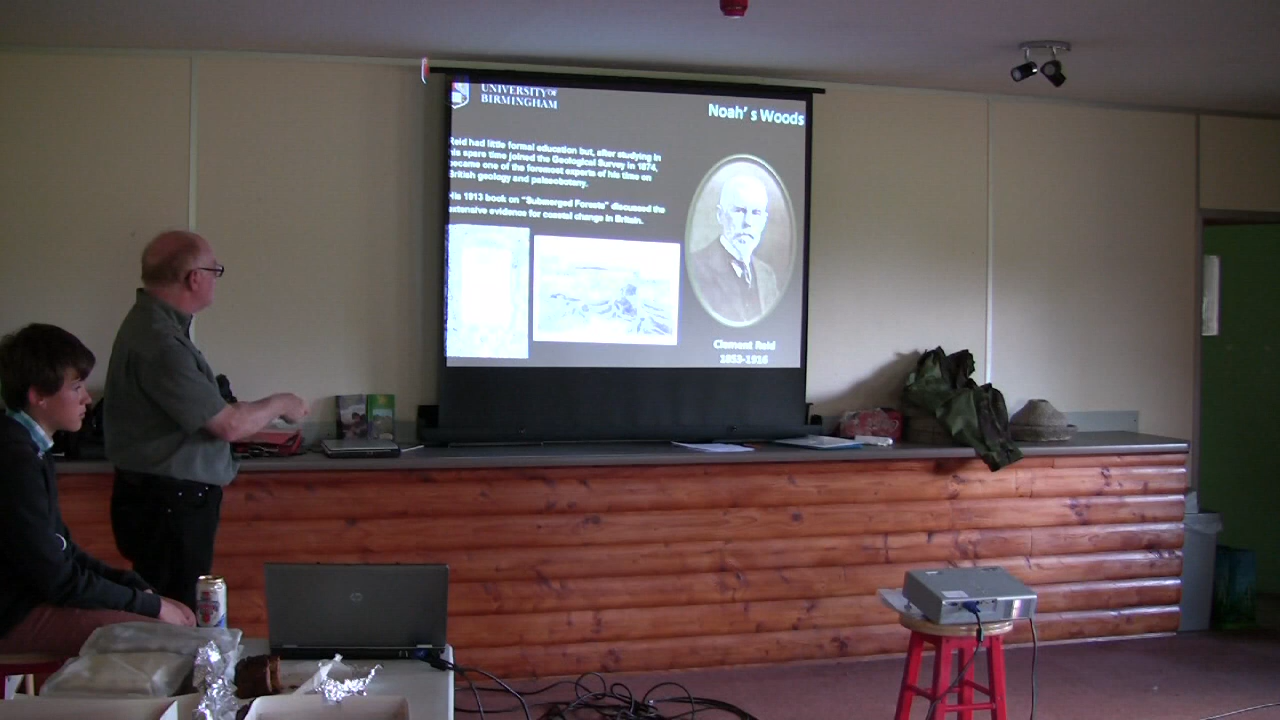 UNIVERSITY OF
BIRMINGHAM
Noah' s Woods
Reid had little formal education but, after studying in
his spare time joined the Geological Survey in 1874,
became one of the foremost experts of his time on
British geology and palaeobotany.
His 1913 book on "Submerged Forests" discussed the
extensive evidence for coastal change in Britain.
Clement Reid
1853-1916
hp